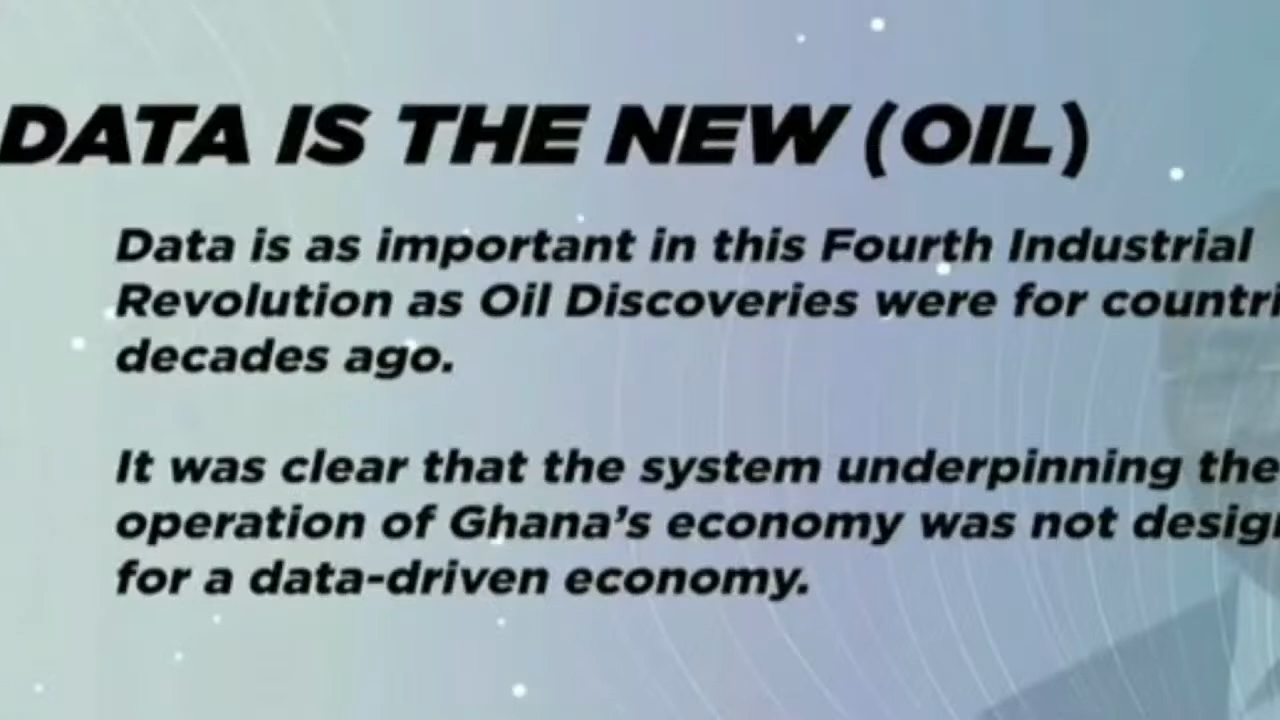 DATA IS THE NEW (OIL)
Data is as important in this Fourth Industrial
Revolution as Oil Discoveries were for
decades ago.
It was clear that the system underpinning the
operation of Ghana's economy was not
for a data-driven economy.